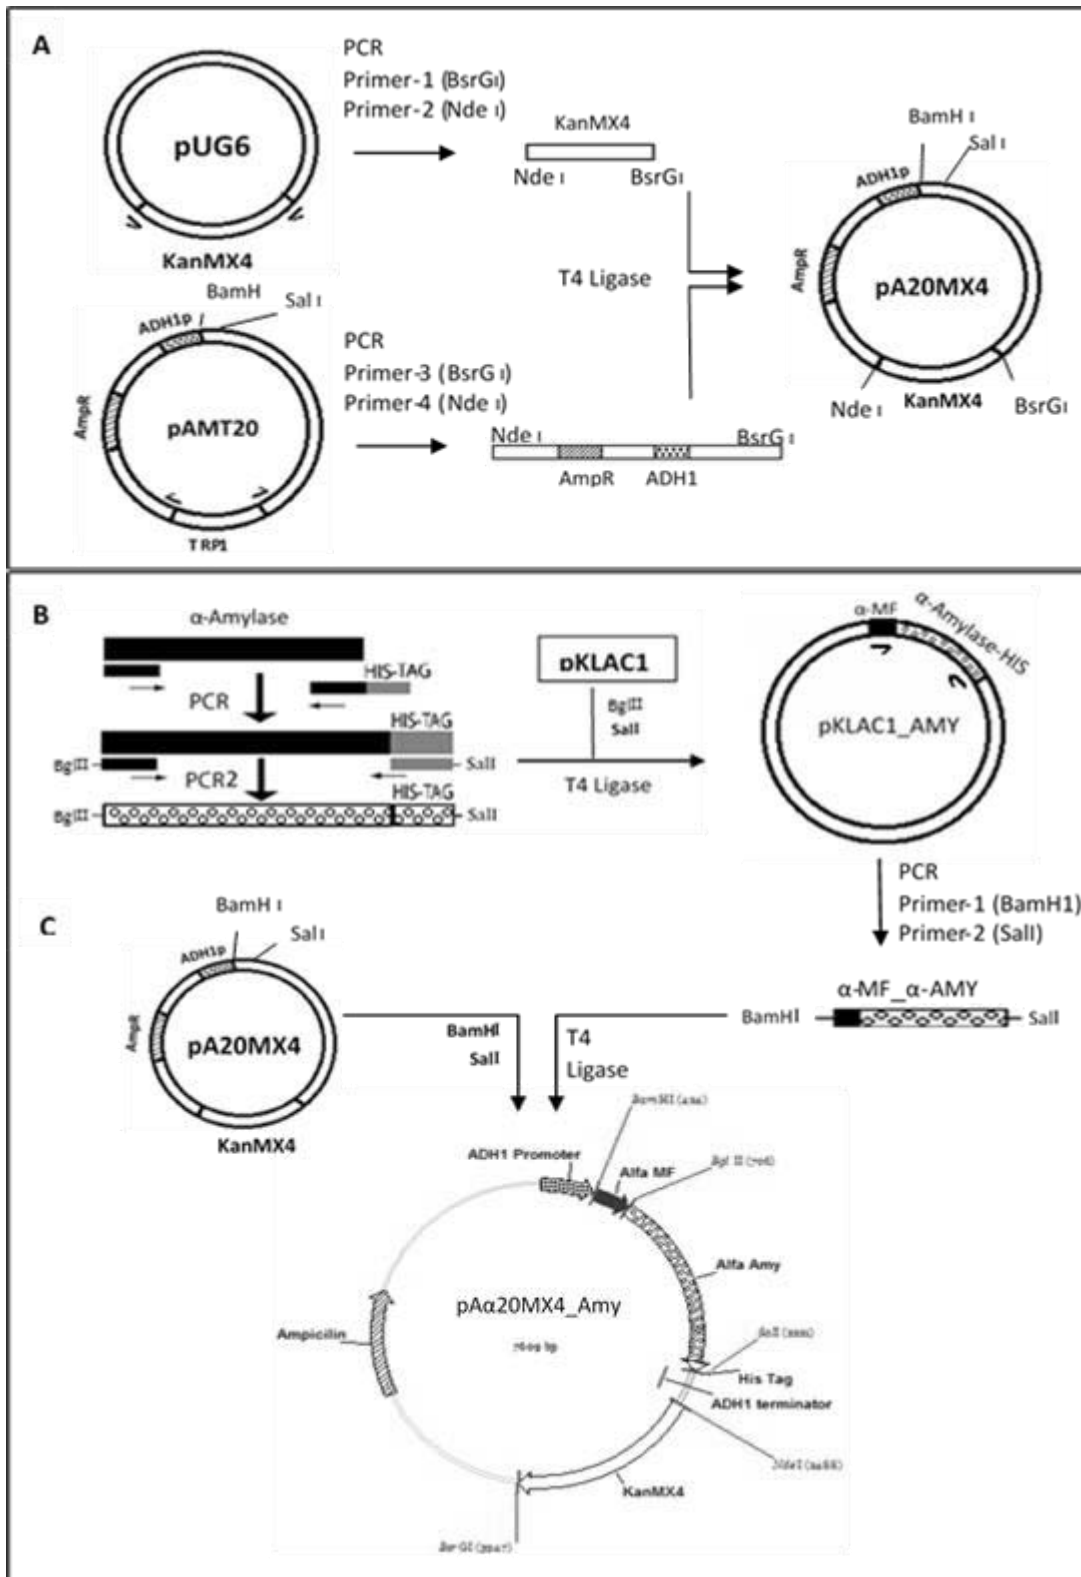 A
PCR
Primer-1 (BsrGI)
Primer-2 (Nde I)
pUG6
KanMX4
KanMX4
Nde I
BsrGI
BamH I
Sal I
ADH1p
AmpR
pA20MX4
Nde I
KanMX4
BsrGI
T4 Ligase
BamH
Sal I
ADH1p
AmpR
pAMT20
TRP1
PCR
Primer-3 (BsrG I)
Primer-4 (Nde I)
Nde I
BsrG I
AmpR
ADH1
B
α-Amylase
HIS-TAG
PCR
HIS-TAG
BglII
SalI
PCR2
HIS-TAG
BglII
SalI
pKLAC1
BglII
SalI
T4 Ligase
α-MF
α-Amylase-HIS
pKLAC1_AMY
PCR
Primer-1 (BamH1)
Primer-2 (SalI)
α-MF_α-AMY
BamHI
SalI
C
BamH I
Sal I
ADH1p
AmpR
pA20MX4
KanMX4
BamHI
SalI
T4
Ligase
ADH1 Promoter
Alfa MF
Alfa Amy
His Tag
ADH1 terminator
KanMX4
Ampicilin
pAα20MX4_Amy